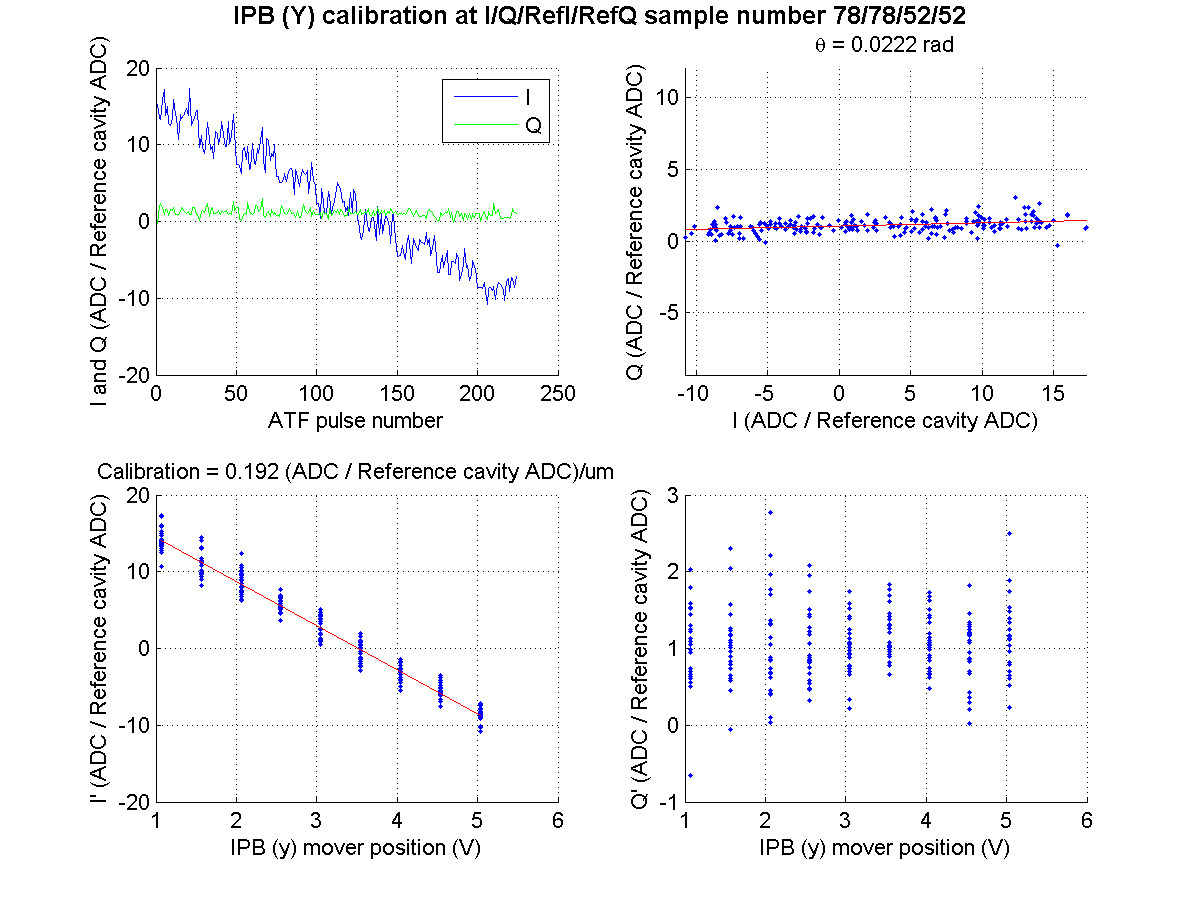 IPB (Y) calibration at I/Q/RefI/RefQ sample number 78/78/52/52
I and Q (ADC / Reference cavity ADC)
20
10
0
-10
-20
0 50 100 150 200 250
ATF pulse number
I
Q
θ = 0.0222 rad
Q (ADC / Reference cavity ADC)
10
5
0
-5
-10 -5 0 5 10 15
I (ADC / Reference cavity ADC)
Calibration = 0.192 (ADC / Reference cavity ADC)/um
I' (ADC / Reference cavity ADC)
20
10
0
-10
-20
1 2 3 4 5 6
IPB (y) mover position (V)
Q' (ADC / Reference cavity ADC)
3
2
1
0
-1
1 2 3 4 5 6
IPB (y) mover position (V)